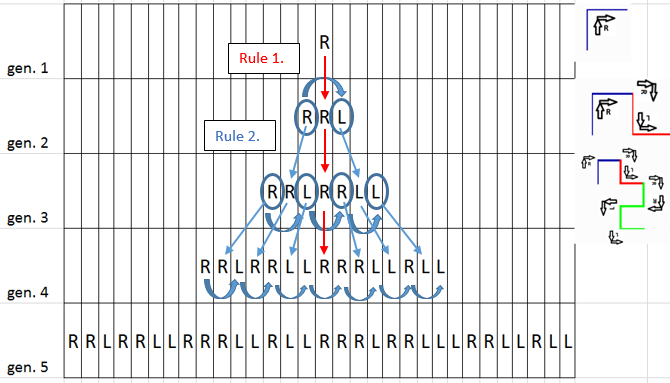 R
Rule 1.
gen. 1
R R L
Rule 2.
gen. 2
R R L R R L L
gen. 3
R R L R R L L R R R L L R L L
gen. 4
R R L R R L L R R R L L R L L R R R L R R L L L R R L L R L L
gen. 5
R
R
R
L